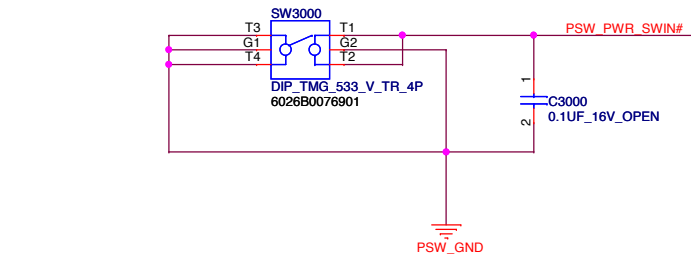 SW3000
T3 T1
G1 G2
T4 T2
DIP_TMG_533_V_TR_4P
6026B0076901
PSW_PWR_SWIN#
1
C3000
0.1UF_16V_OPEN
2
PSW_GND